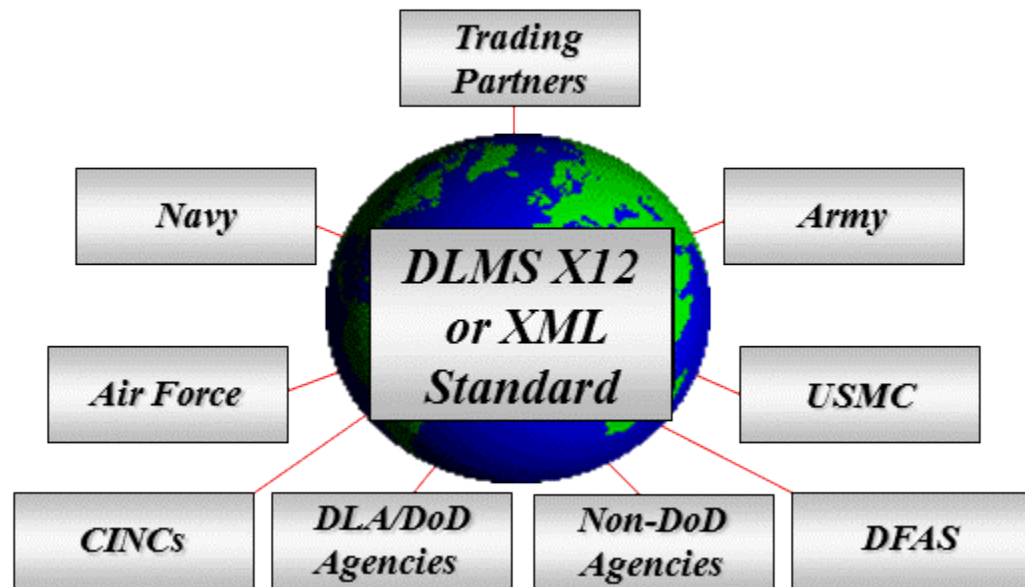 Trading
Partners
Navy
Army
DLMS X12
or XML
Standard
Air Force
USMC
CINCs
DLA/DoD
Agencies
Non-DoD
Agencies
DFAS